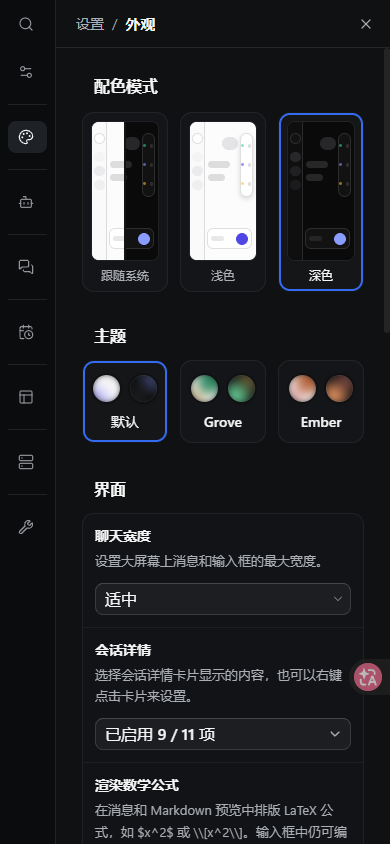 设置 / 外观
配色模式
跟随系统
浅色
深色
主题
默认
Grove
Ember
界面
聊天宽度
设置大屏幕上消息和输入框的最大宽度。
适中
会话详情
选择会话详情卡片显示的内容，也可以右键
点击卡片来设置。
已启用 9 / 11 项
渲染数学公式
在消息和 Markdown 预览中排版 LaTeX 公
式，如 $x^2$ 或 \\[x^2\\]。输入框中仍可编